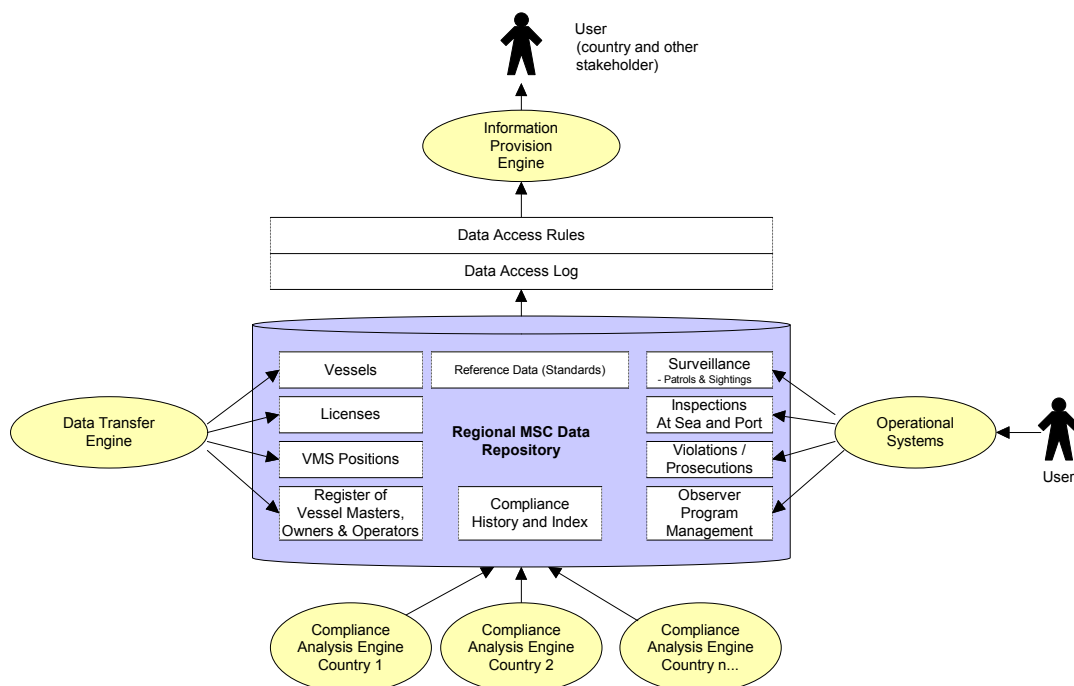 User
(country and other
stakeholder)
Information
Provision
Engine
Data Access Rules
Data Access Log
Vessels
Reference Data (Standards)
Surveillance
- Patrols & Sightings
Data Transfer
Engine
Licenses
Regional MSC Data
Repository
Inspections
At Sea and Port
Operational
Systems
VMS Positions
Violations /
Prosecutions
User
Register of
Vessel Masters,
Owners & Operators
Compliance
History and Index
Observer
Program
Management
Compliance
Analysis Engine
Country 1
Compliance
Analysis Engine
Country 2
Compliance
Analysis Engine
Country n...